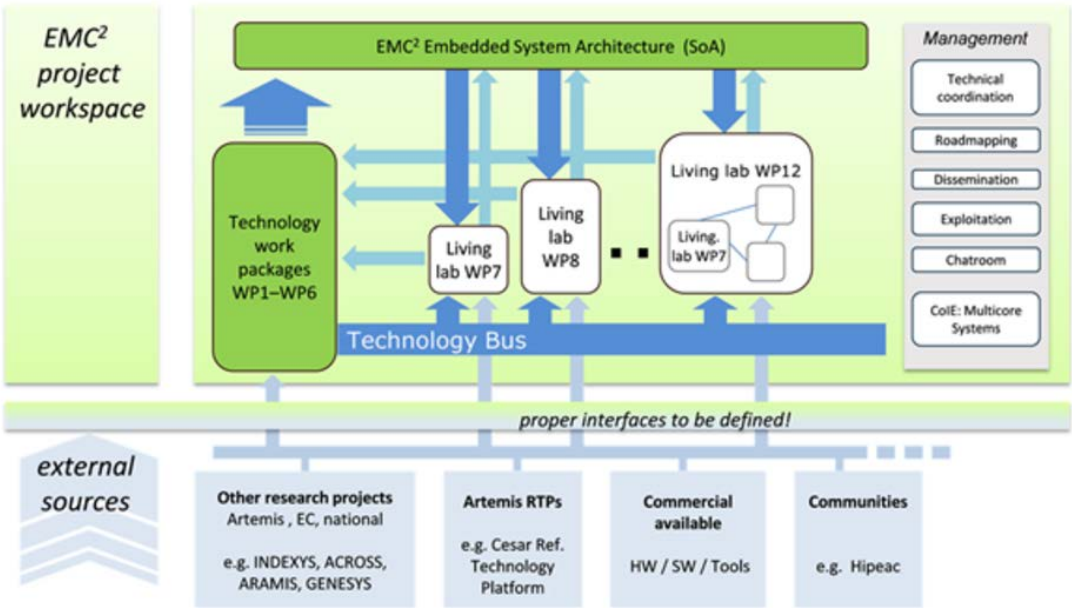 EMC²
project
workspace
EMC² Embedded System Architecture (SoA)
Management
Technical
coordination
Roadmapping
Dissemination
Exploitation
Chatroom
CoIE: Multicore
Systems
Technology
work
packages
WP1–WP6
Living
lab WP7
Living
lab
WP8
Living lab WP12
Living.
lab WP7
Technology Bus
proper interfaces to be defined!
external
sources
Other research projects
Artemis , EC, national
e.g. INDEXYS, ACROSS,
ARAMIS, GENESYS
Artemis RTPs
e.g. Cesar Ref.
Technology
Platform
Commercial
available
HW / SW / Tools
Communities
e.g. Hipeac